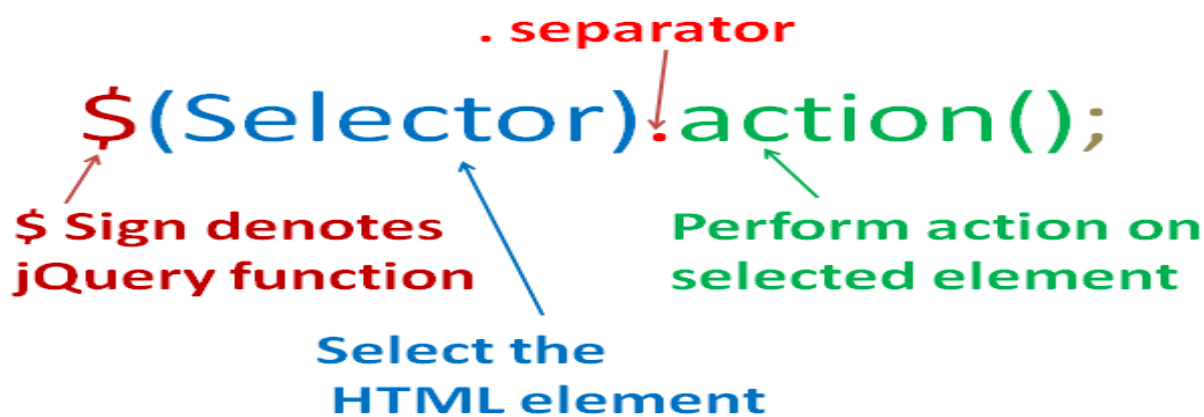 . separator
$(Selector).action();
$ Sign denotes
jQuery function
Perform action on
selected element
Select the
HTML element